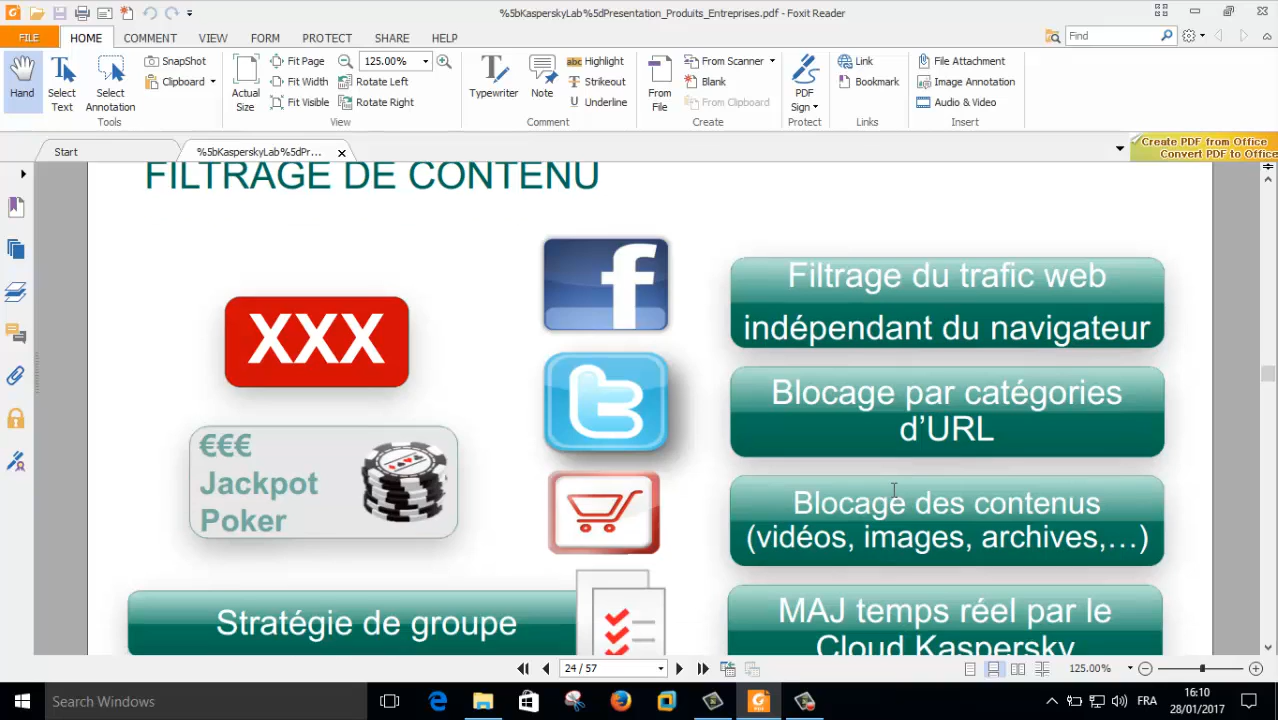 %5bKasperskyLab%5dPresentation_Produits_Entreprises.pdf - Foxit Reader
FILE HOME COMMENT VIEW FORM PROTECT SHARE HELP
Find
Hand
Select Text
Select Annotation
SnapShot
Clipboard
Tools
Actual Size
Fit Page
Fit Width
Fit Visible
125.00%
Rotate Left
Rotate Right
View
Typewriter
Note
abc Highlight
Strikeout
U Underline
Comment
From File
From Scanner
Blank
From Clipboard
Create
PDF Sign
Protect
Link
Bookmark
Links
File Attachment
Image Annotation
Audio & Video
Insert
Start
%5bKasperskyLab%5dPr...
Create PDF from Office
Convert PDF to Office
FILTRAGE DE CONTENU
XXX
€€€
Jackpot
Poker
Stratégie de groupe
f
t
Filtrage du trafic web
indépendant du navigateur
Blocage par catégories
d’URL
Blocage des contenus
(vidéos, images, archives,…)
MAJ temps réel par le
Cloud Kaspersky
24 / 57
125.00%
Search Windows
FRA
16:10
28/01/2017